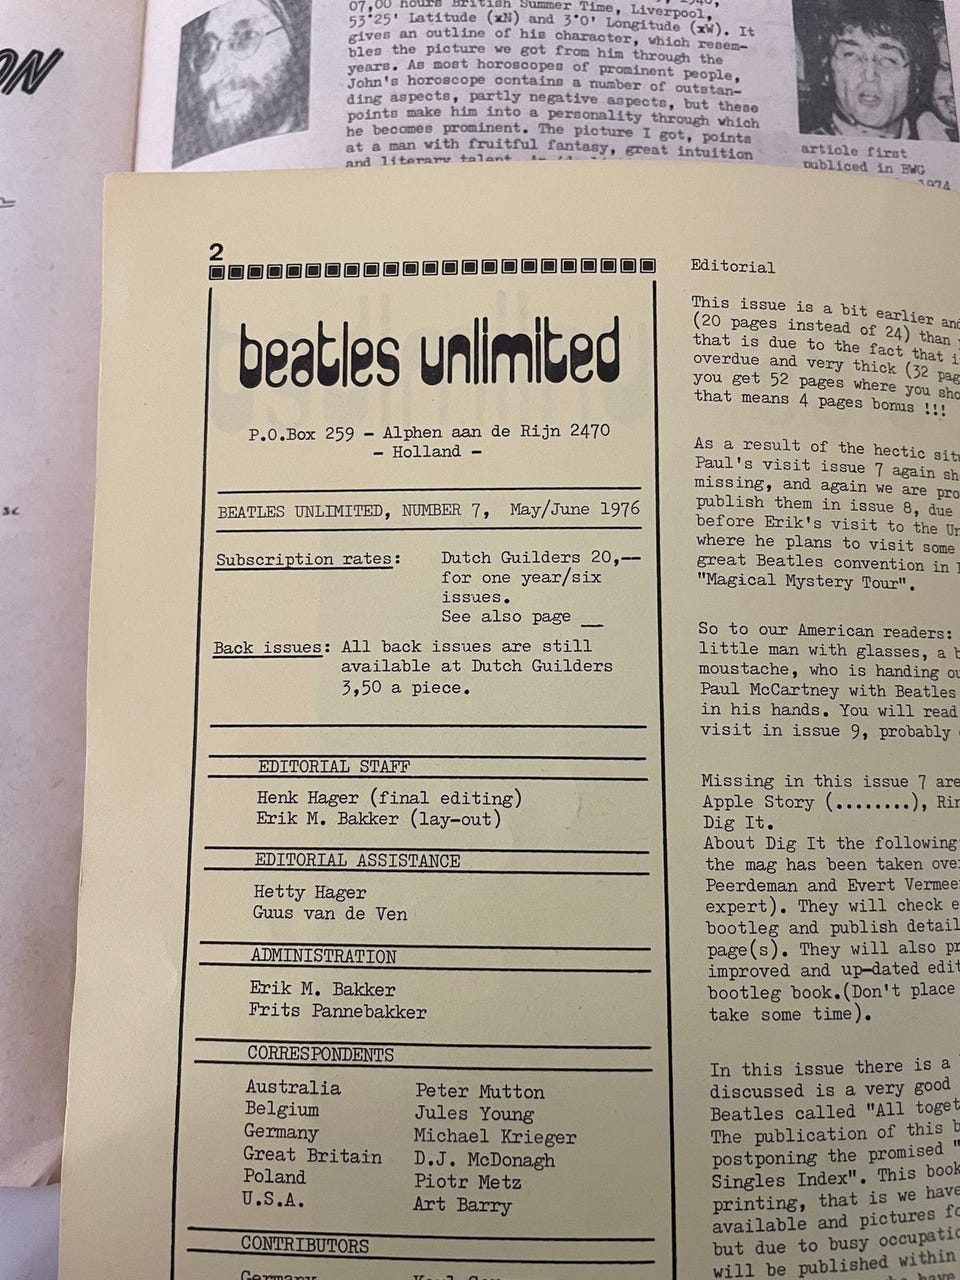 07,00 hours British Summer Time, Liverpool,
53°25' Latitude (xN) and 3°0' Longitude (xW). It
gives an outline of his character, which resem-
bles the picture we got from him through the
years. As most horoscopes of prominent people,
John's horoscope contains a number of outstan-
ding aspects, partly negative aspects, but these
points make him into a personality through which
he becomes prominent. The picture I got, points
at a man with fruitful fantasy, great intuition
and literary talent.
article first
publiced in BWG
1974
ON
2
beatles unlimited
P.O.Box 259 - Alphen aan de Rijn 2470
- Holland -
BEATLES UNLIMITED, NUMBER 7, May/June 1976
Subscription rates: Dutch Guilders 20,--
for one year/six
issues.
See also page __
Back issues: All back issues are still
available at Dutch Guilders
3,50 a piece.
EDITORIAL STAFF
Henk Hager (final editing)
Erik M. Bakker (lay-out)
EDITORIAL ASSISTANCE
Hetty Hager
Guus van de Ven
ADMINISTRATION
Erik M. Bakker
Frits Pannebakker
CORRESPONDENTS
Australia Peter Mutton
Belgium Jules Young
Germany Michael Krieger
Great Britain D.J. McDonagh
Poland Piotr Metz
U.S.A. Art Barry
CONTRIBUTORS
Germany
Editorial
This issue is a bit earlier and
(20 pages instead of 24) than
that is due to the fact that
overdue and very thick (32
you get 52 pages where you
that means 4 pages bonus !!!
As a result of the hectic
Paul's visit issue 7 again
missing, and again we are
publish them in issue 8, due
before Erik's visit to the
where he plans to visit some
great Beatles convention in
"Magical Mystery Tour".
So to our American readers:
little man with glasses, a
moustache, who is handing
Paul McCartney with Beatles
in his hands. You will read
visit in issue 9, probably
Missing in this issue 7 are
Apple Story (........),
Dig It.
About Dig It the following
the mag has been taken
Peerdeman and Evert
expert). They will check
bootleg and publish
page(s). They will also
improved and up-dated
bootleg book.(Don't place
take some time).
In this issue there is a
discussed is a very good
Beatles called "All
The publication of this
postponing the promised "
Singles Index". This book
printing, that is we have
available and pictures
but due to busy
will be published within
have